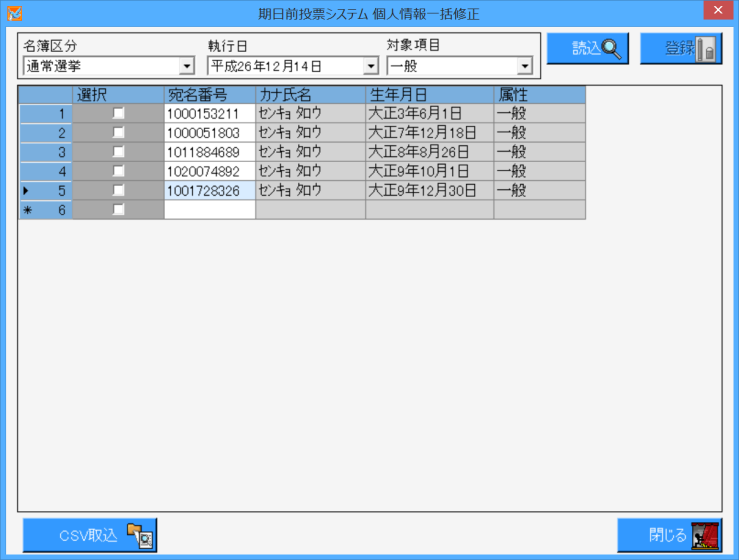 期日前投票システム 個人情報一括修正
名簿区分 執行日 対象項目
通常選挙 平成26年12月14日 一般 読込 登録
選択 宛名番号 カナ氏名 生年月日 属性
1 1000153211 ｾﾝｷｮ ﾀﾛｳ 大正3年6月1日 一般
2 1000051803 ｾﾝｷｮ ﾀﾛｳ 大正7年12月18日 一般
3 1011884689 ｾﾝｷｮ ﾀﾛｳ 大正8年8月26日 一般
4 1020074892 ｾﾝｷｮ ﾀﾛｳ 大正9年10月1日 一般
5 1001728326 ｾﾝｷｮ ﾀﾛｳ 大正9年12月30日 一般
* 6
CSV取込 閉じる